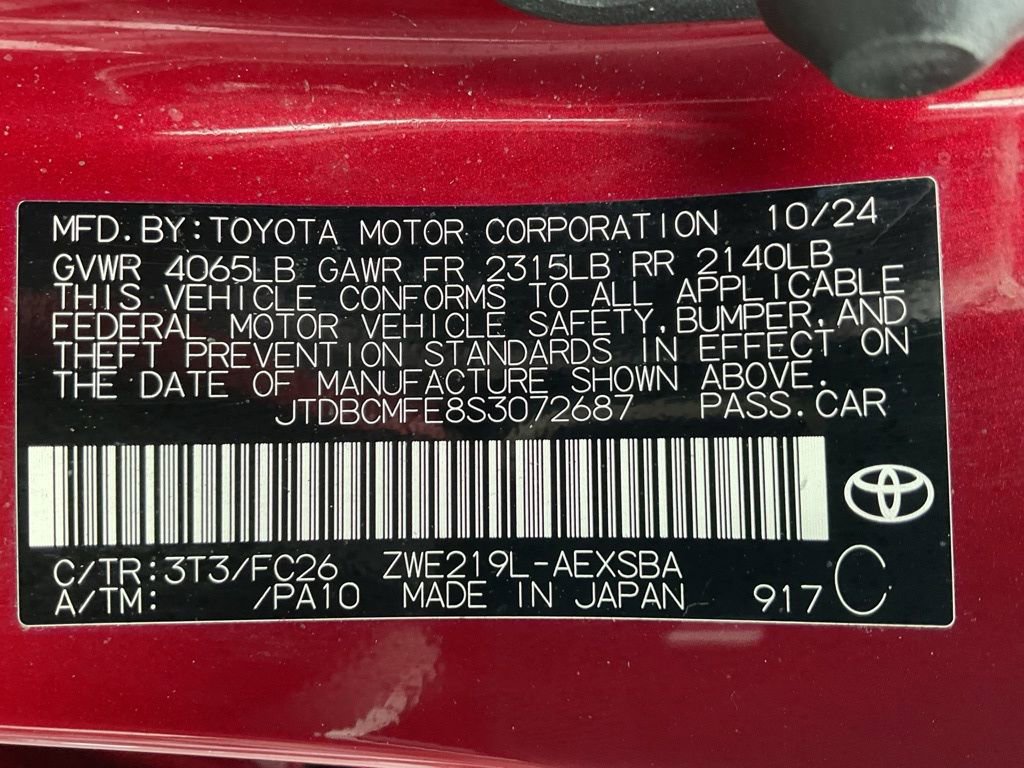 MFD.BY:TOYOTA MOTOR CORPORATION 10/24
GVWR 4065LB GAWR FR 2315LB RR 2140LB
THIS VEHICLE CONFORMS TO ALL APPLICABLE
FEDERAL MOTOR VEHICLE SAFETY,BUMPER,AND
THEFT PREVENTION STANDARDS IN EFFECT ON
THE DATE OF MANUFACTURE SHOWN ABOVE.
JTDBCMFE8S3072687 PASS.CAR
C/TR:3T3/FC26 ZWE219L-AEXSBA
A/TM: /PA10 MADE IN JAPAN 917 C